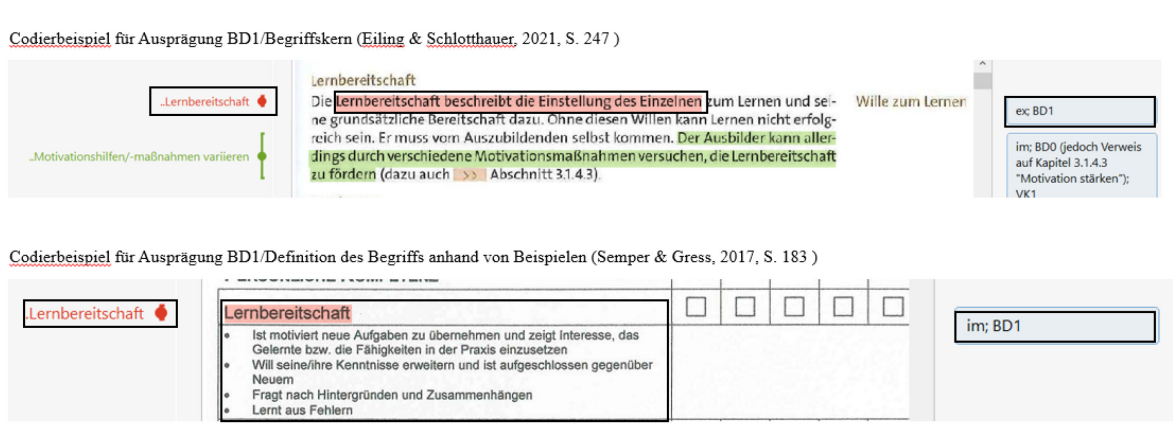 Codierbeispiel für Ausprägung BD1/Begriffskern (Eiling & Schlotthauer, 2021, S. 247 )
Lernbereitschaft
..Lernbereitschaft
Die Lernbereitschaft beschreibt die Einstellung des Einzelnen zum Lernen und sei-
Wille zum Lernen
ex; BD1
ne grundsätzliche Bereitschaft dazu. Ohne diesen Willen kann Lernen nicht erfolg-
reich sein. Er muss vom Auszubildenden selbst kommen. Der Ausbilder kann aller-
..Motivationshilfen/-maßnahmen variieren
dings durch verschiedene Motivationsmaßnahmen versuchen, die Lernbereitschaft
zu fördern (dazu auch >> Abschnitt 3.1.4.3).
im; BD0 (jedoch Verweis
auf Kapitel 3.1.4.3
"Motivation stärken");
VK1
Codierbeispiel für Ausprägung BD1/Definition des Begriffs anhand von Beispielen (Semper & Gress, 2017, S. 183 )
..Lernbereitschaft
Lernbereitschaft
• Ist motiviert neue Aufgaben zu übernehmen und zeigt Interesse, das
Gelernte bzw. die Fähigkeiten in der Praxis einzusetzen
• Will seine/ihre Kenntnisse erweitern und ist aufgeschlossen gegenüber
Neuem
• Fragt nach Hintergründen und Zusammenhängen
• Lernt aus Fehlern
im; BD1